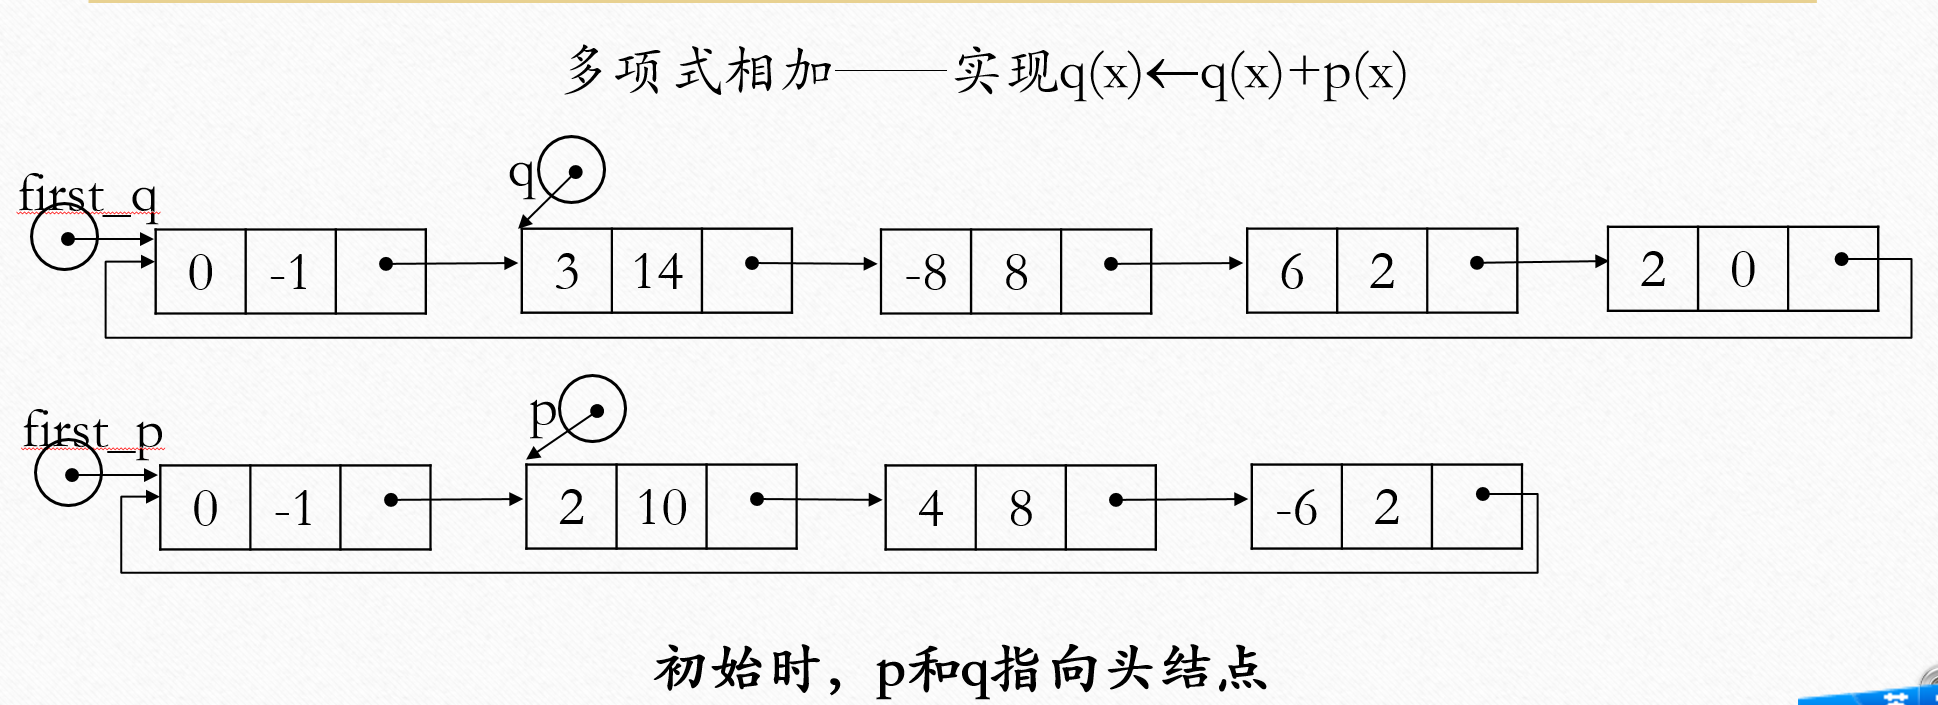 多项式相加——实现q(x)←q(x)+p(x)
q
first_q
0 -1 3 14 -8 8 6 2 2 0
p
first_p
0 -1 2 10 4 8 -6 2
初始时，p和q指向头结点